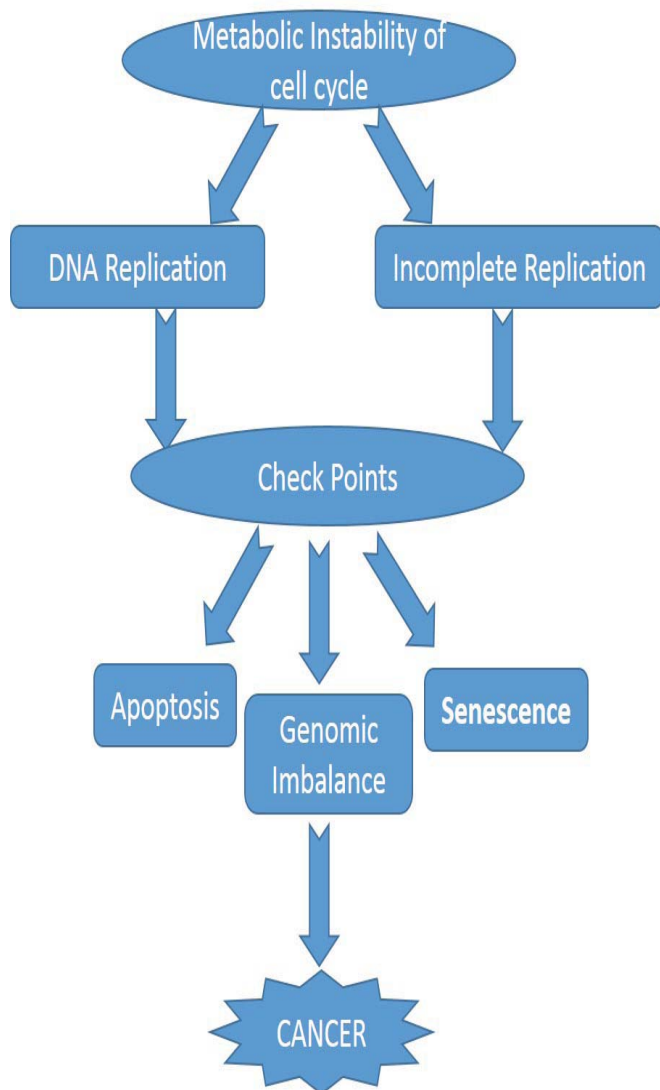 Metabolic Instability of
cell cycle
DNA Replication
Incomplete Replication
Check Points
Apoptosis
Genomic
Imbalance
Senescence
CANCER